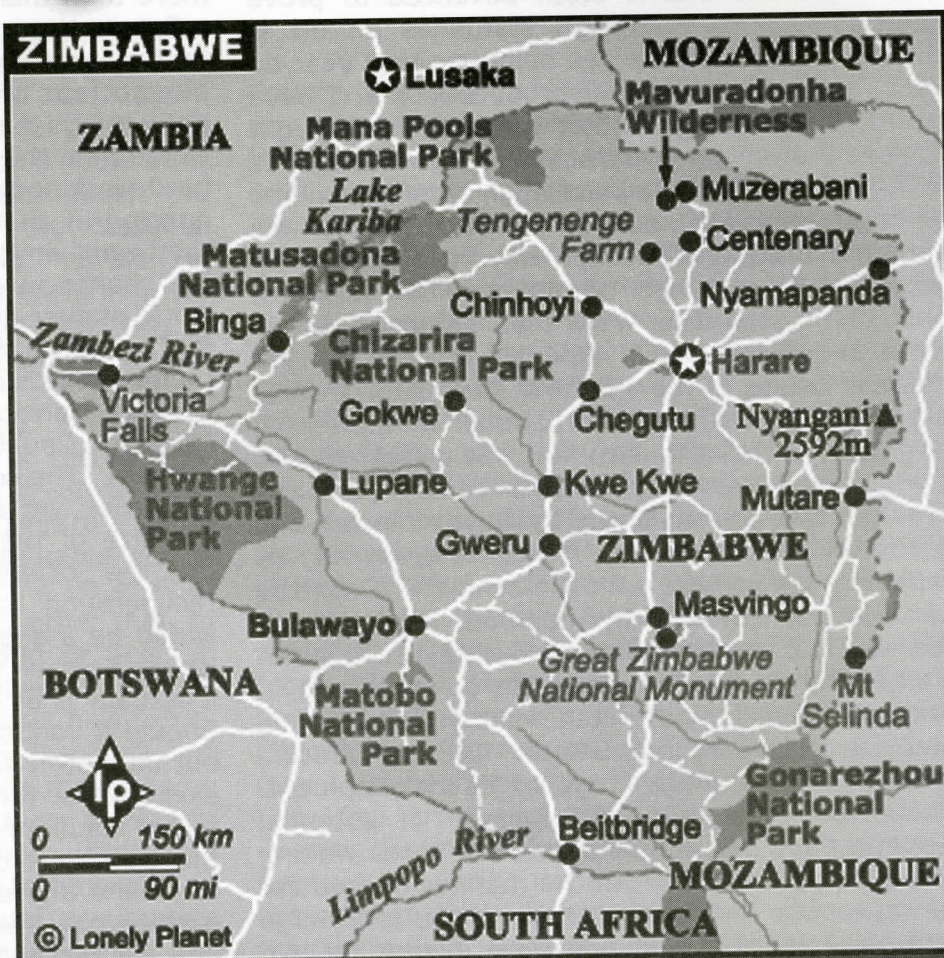 ZIMBABWE
MOZAMBIQUE
Lusaka
ZAMBIA
Mana Pools
National Park
Mavuradonha
Wilderness
Lake
Kariba
Muzerabani
Tengenenge
Farm
Centenary
Matusadona
National Park
Nyamapanda
Chinhoyi
Binga
Zambezi River
Chizarira
National Park
Harare
Victoria
Falls
Gokwe
Chegutu
Nyangani
2592m
Hwange
National
Park
Lupane
Kwe Kwe
Mutare
Gweru
ZIMBABWE
Masvingo
Bulawayo
Great Zimbabwe
National Monument
BOTSWANA
Matobo
National
Park
Mt
Selinda
lp
Gonarezhou
National
Park
0 150 km
0 90 mi
Beitbridge
Limpopo River
MOZAMBIQUE
SOUTH AFRICA
© Lonely Planet